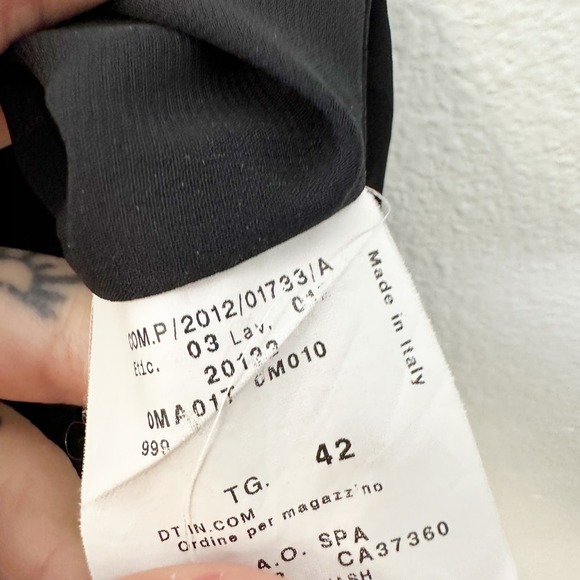 COM.P/2012/01733/A
Etic. 03 Lav.
Made in Italy
OMA017 CM010
999
TG. 42
DT IN.COM
Ordine per magazzino
A.O. SPA
CA37360